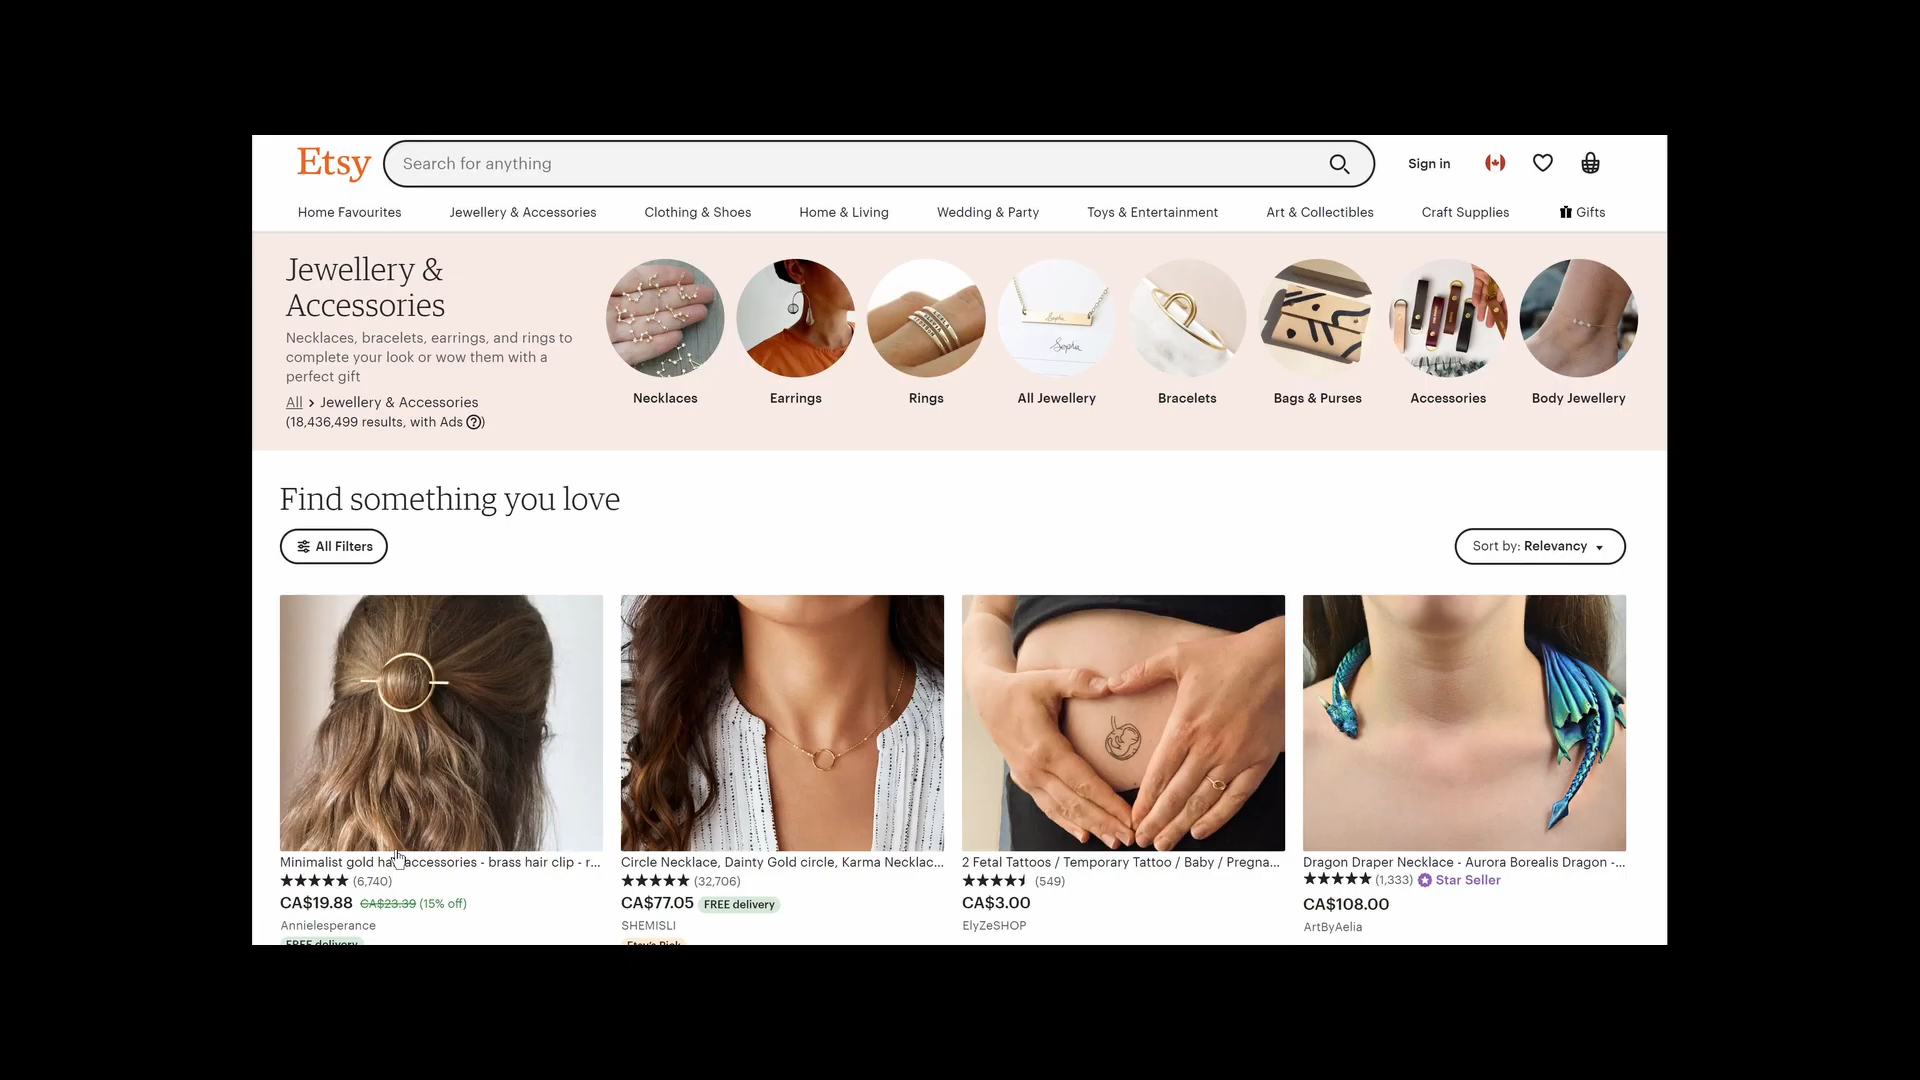 Etsy
Search for anything
Sign in
Home Favourites
Jewellery & Accessories
Clothing & Shoes
Home & Living
Wedding & Party
Toys & Entertainment
Art & Collectibles
Craft Supplies
Gifts
Jewellery &
Accessories
Necklaces, bracelets, earrings, and rings to
complete your look or wow them with a
perfect gift
All > Jewellery & Accessories
(18,436,499 results, with Ads ?)
Sophia
Sophia
Necklaces
Earrings
Rings
All Jewellery
Bracelets
Bags & Purses
Accessories
Body Jewellery
Find something you love
All Filters
Sort by: Relevancy
Minimalist gold accessories - brass hair clip - r...
(6,740)
CA$19.88 CA$23.39 (15% off)
Annielesperance
FREE delivery
Circle Necklace, Dainty Gold circle, Karma Necklac...
(32,706)
CA$77.05 FREE delivery
SHEMISLI
Etsy's Pick
2 Fetal Tattoos / Temporary Tattoo / Baby / Pregna...
(549)
CA$3.00
ElyZeSHOP
Dragon Draper Necklace - Aurora Borealis Dragon -...
(1,333) Star Seller
CA$108.00
ArtByAelia